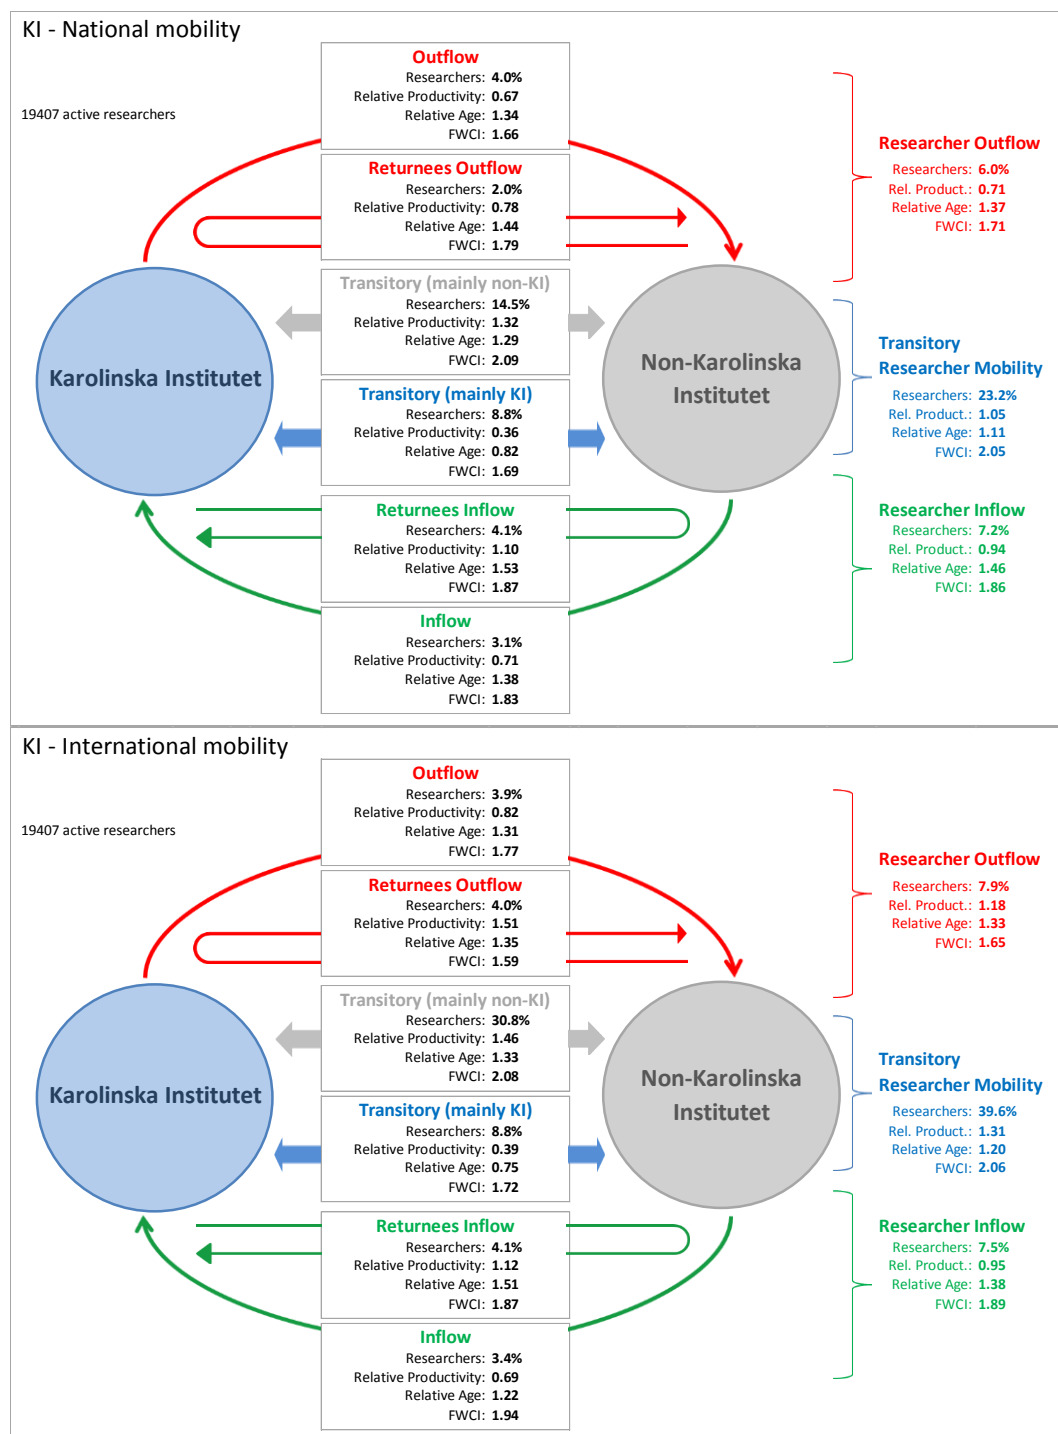 KI - National mobility
19407 active researchers
Outflow
Researchers: 4.0%
Relative Productivity: 0.67
Relative Age: 1.34
FWCI: 1.66
Returnees Outflow
Researchers: 2.0%
Relative Productivity: 0.78
Relative Age: 1.44
FWCI: 1.79
Transitory (mainly non-KI)
Researchers: 14.5%
Relative Productivity: 1.32
Relative Age: 1.29
FWCI: 2.09
Transitory (mainly KI)
Researchers: 8.8%
Relative Productivity: 0.36
Relative Age: 0.82
FWCI: 1.69
Returnees Inflow
Researchers: 4.1%
Relative Productivity: 1.10
Relative Age: 1.53
FWCI: 1.87
Inflow
Researchers: 3.1%
Relative Productivity: 0.71
Relative Age: 1.38
FWCI: 1.83
Karolinska Institutet
Non-Karolinska
Institutet
Researcher Outflow
Researchers: 6.0%
Rel. Product.: 0.71
Relative Age: 1.37
FWCI: 1.71
Transitory
Researcher Mobility
Researchers: 23.2%
Rel. Product.: 1.05
Relative Age: 1.11
FWCI: 2.05
Researcher Inflow
Researchers: 7.2%
Rel. Product.: 0.94
Relative Age: 1.46
FWCI: 1.86
KI - International mobility
19407 active researchers
Outflow
Researchers: 3.9%
Relative Productivity: 0.82
Relative Age: 1.31
FWCI: 1.77
Returnees Outflow
Researchers: 4.0%
Relative Productivity: 1.51
Relative Age: 1.35
FWCI: 1.59
Transitory (mainly non-KI)
Researchers: 30.8%
Relative Productivity: 1.46
Relative Age: 1.33
FWCI: 2.08
Transitory (mainly KI)
Researchers: 8.8%
Relative Productivity: 0.39
Relative Age: 0.75
FWCI: 1.72
Returnees Inflow
Researchers: 4.1%
Relative Productivity: 1.12
Relative Age: 1.51
FWCI: 1.87
Inflow
Researchers: 3.4%
Relative Productivity: 0.69
Relative Age: 1.22
FWCI: 1.94
Karolinska Institutet
Non-Karolinska
Institutet
Researcher Outflow
Researchers: 7.9%
Rel. Product.: 1.18
Relative Age: 1.33
FWCI: 1.65
Transitory
Researcher Mobility
Researchers: 39.6%
Rel. Product.: 1.31
Relative Age: 1.20
FWCI: 2.06
Researcher Inflow
Researchers: 7.5%
Rel. Product.: 0.95
Relative Age: 1.38
FWCI: 1.89